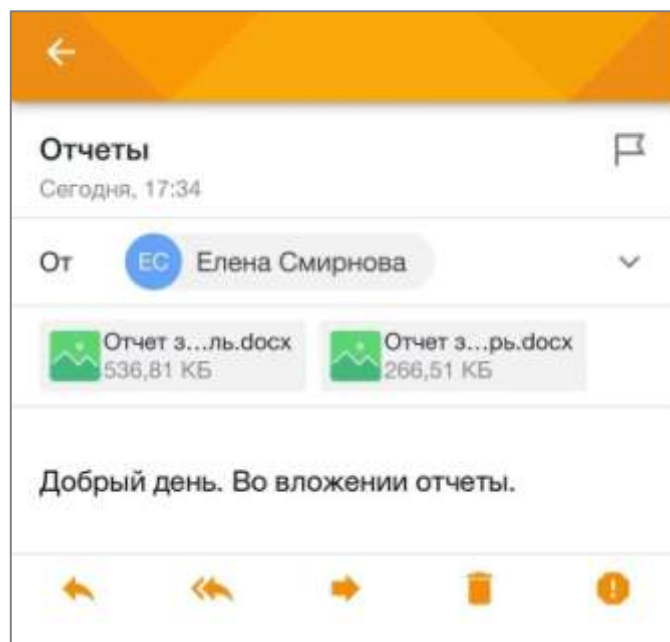 Отчеты
Сегодня, 17:34
От ЕС Елена Смирнова
Отчет з...ль.docx Отчет з...рь.docx
536,81 КБ 266,51 КБ
Добрый день. Во вложении отчеты.